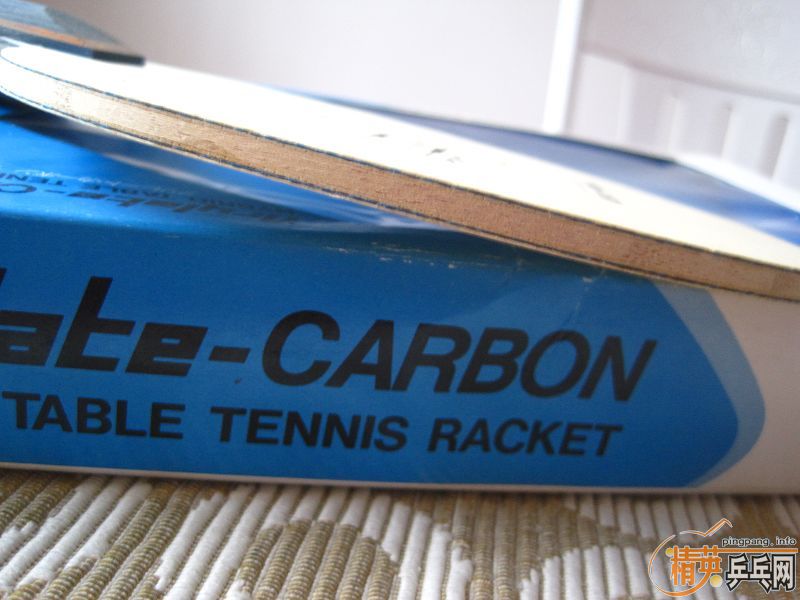 late-CARBON
TABLE TENNIS RACKET
pingpang.info
精英乒乓网